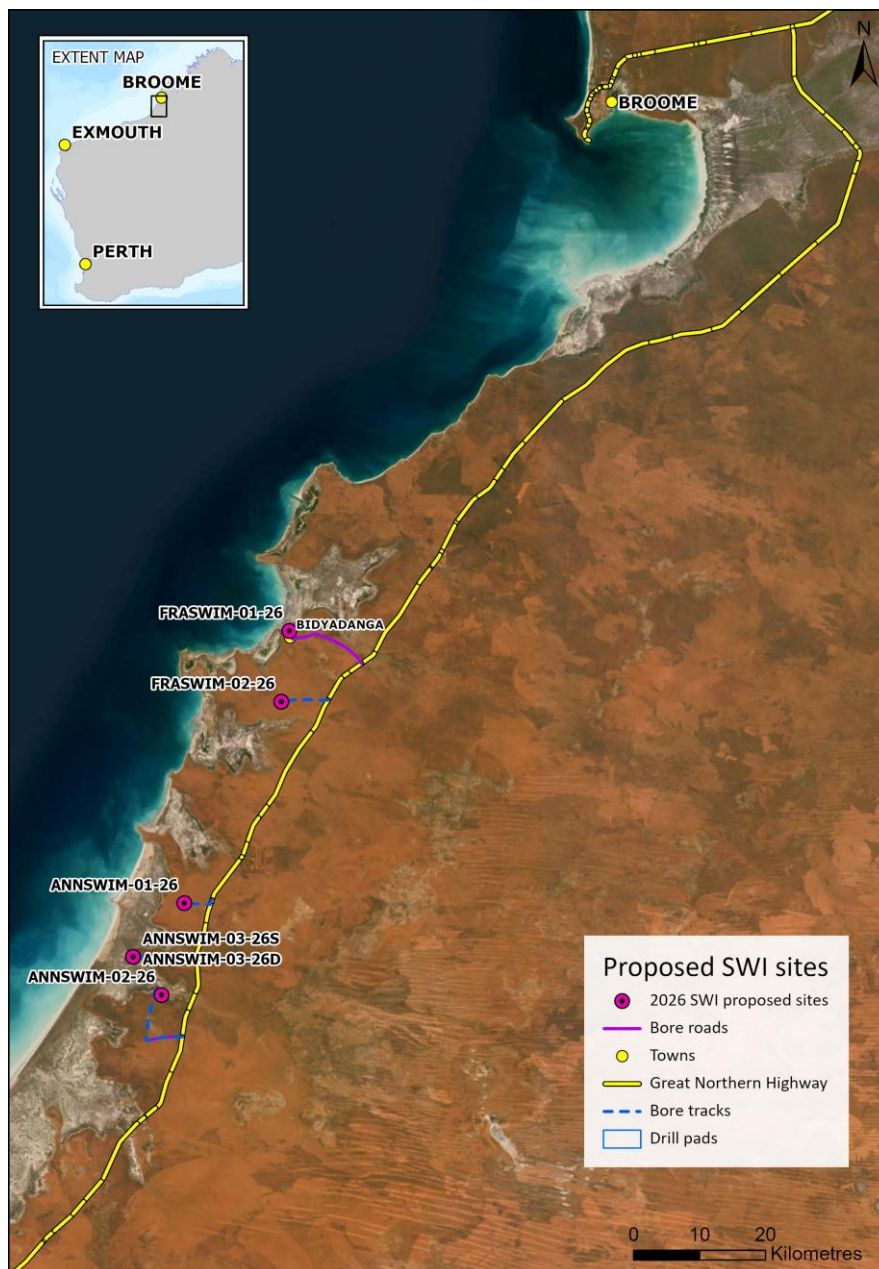 EXTENT MAP
BROOME
EXMOUTH
PERTH
N
BROOME
FRASWIM-01-26
BIDYADANGA
FRASWIM-02-26
ANNSWIM-01-26
ANNSWIM-03-26S
ANNSWIM-03-26D
ANNSWIM-02-26
Proposed SWI sites
2026 SWI proposed sites
Bore roads
Towns
Great Northern Highway
Bore tracks
Drill pads
0 10 20
Kilometres